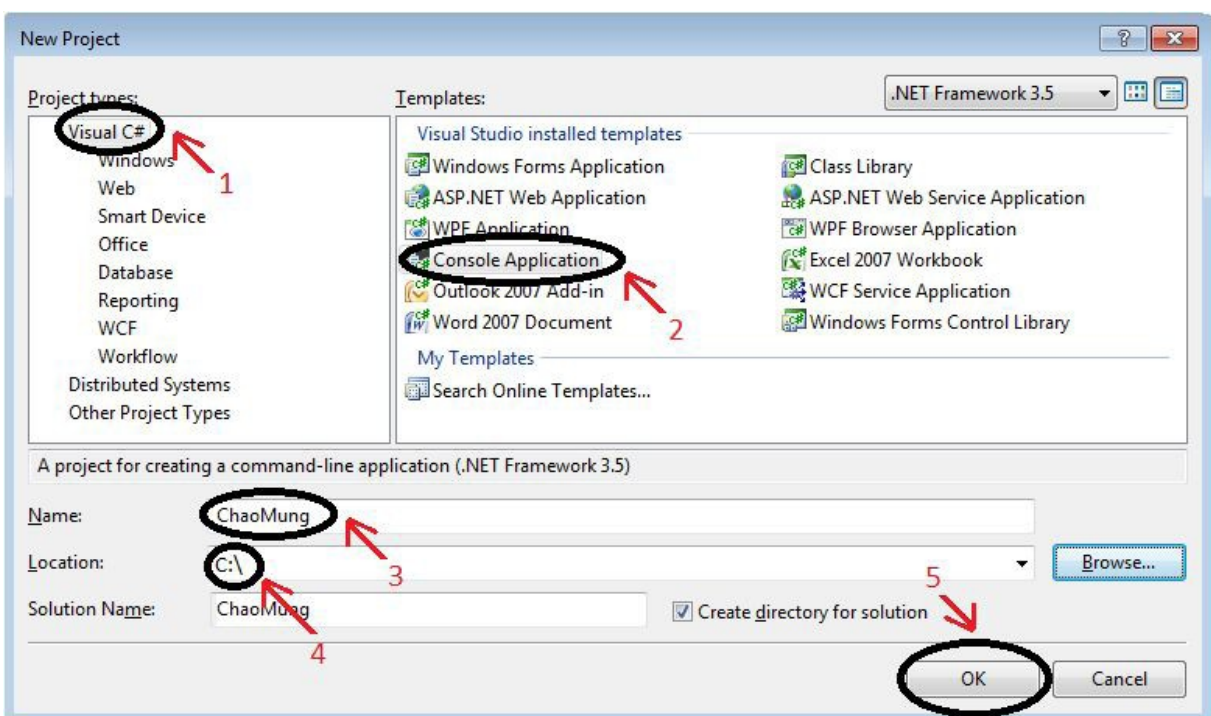 New Project
Project types:
Templates:
.NET Framework 3.5
Visual C#
Windows
Web
Smart Device
Office
Database
Reporting
WCF
Workflow
Distributed Systems
Other Project Types
1
Visual Studio installed templates
Windows Forms Application
Class Library
ASP.NET Web Application
ASP.NET Web Service Application
WPF Application
WPF Browser Application
Console Application
Excel 2007 Workbook
Outlook 2007 Add-in
WCF Service Application
Word 2007 Document
Windows Forms Control Library
2
My Templates
Search Online Templates...
A project for creating a command-line application (.NET Framework 3.5)
Name: ChaoMung
3
Location: C:\
Browse...
5
Solution Name: ChaoMung
Create directory for solution
4
OK
Cancel